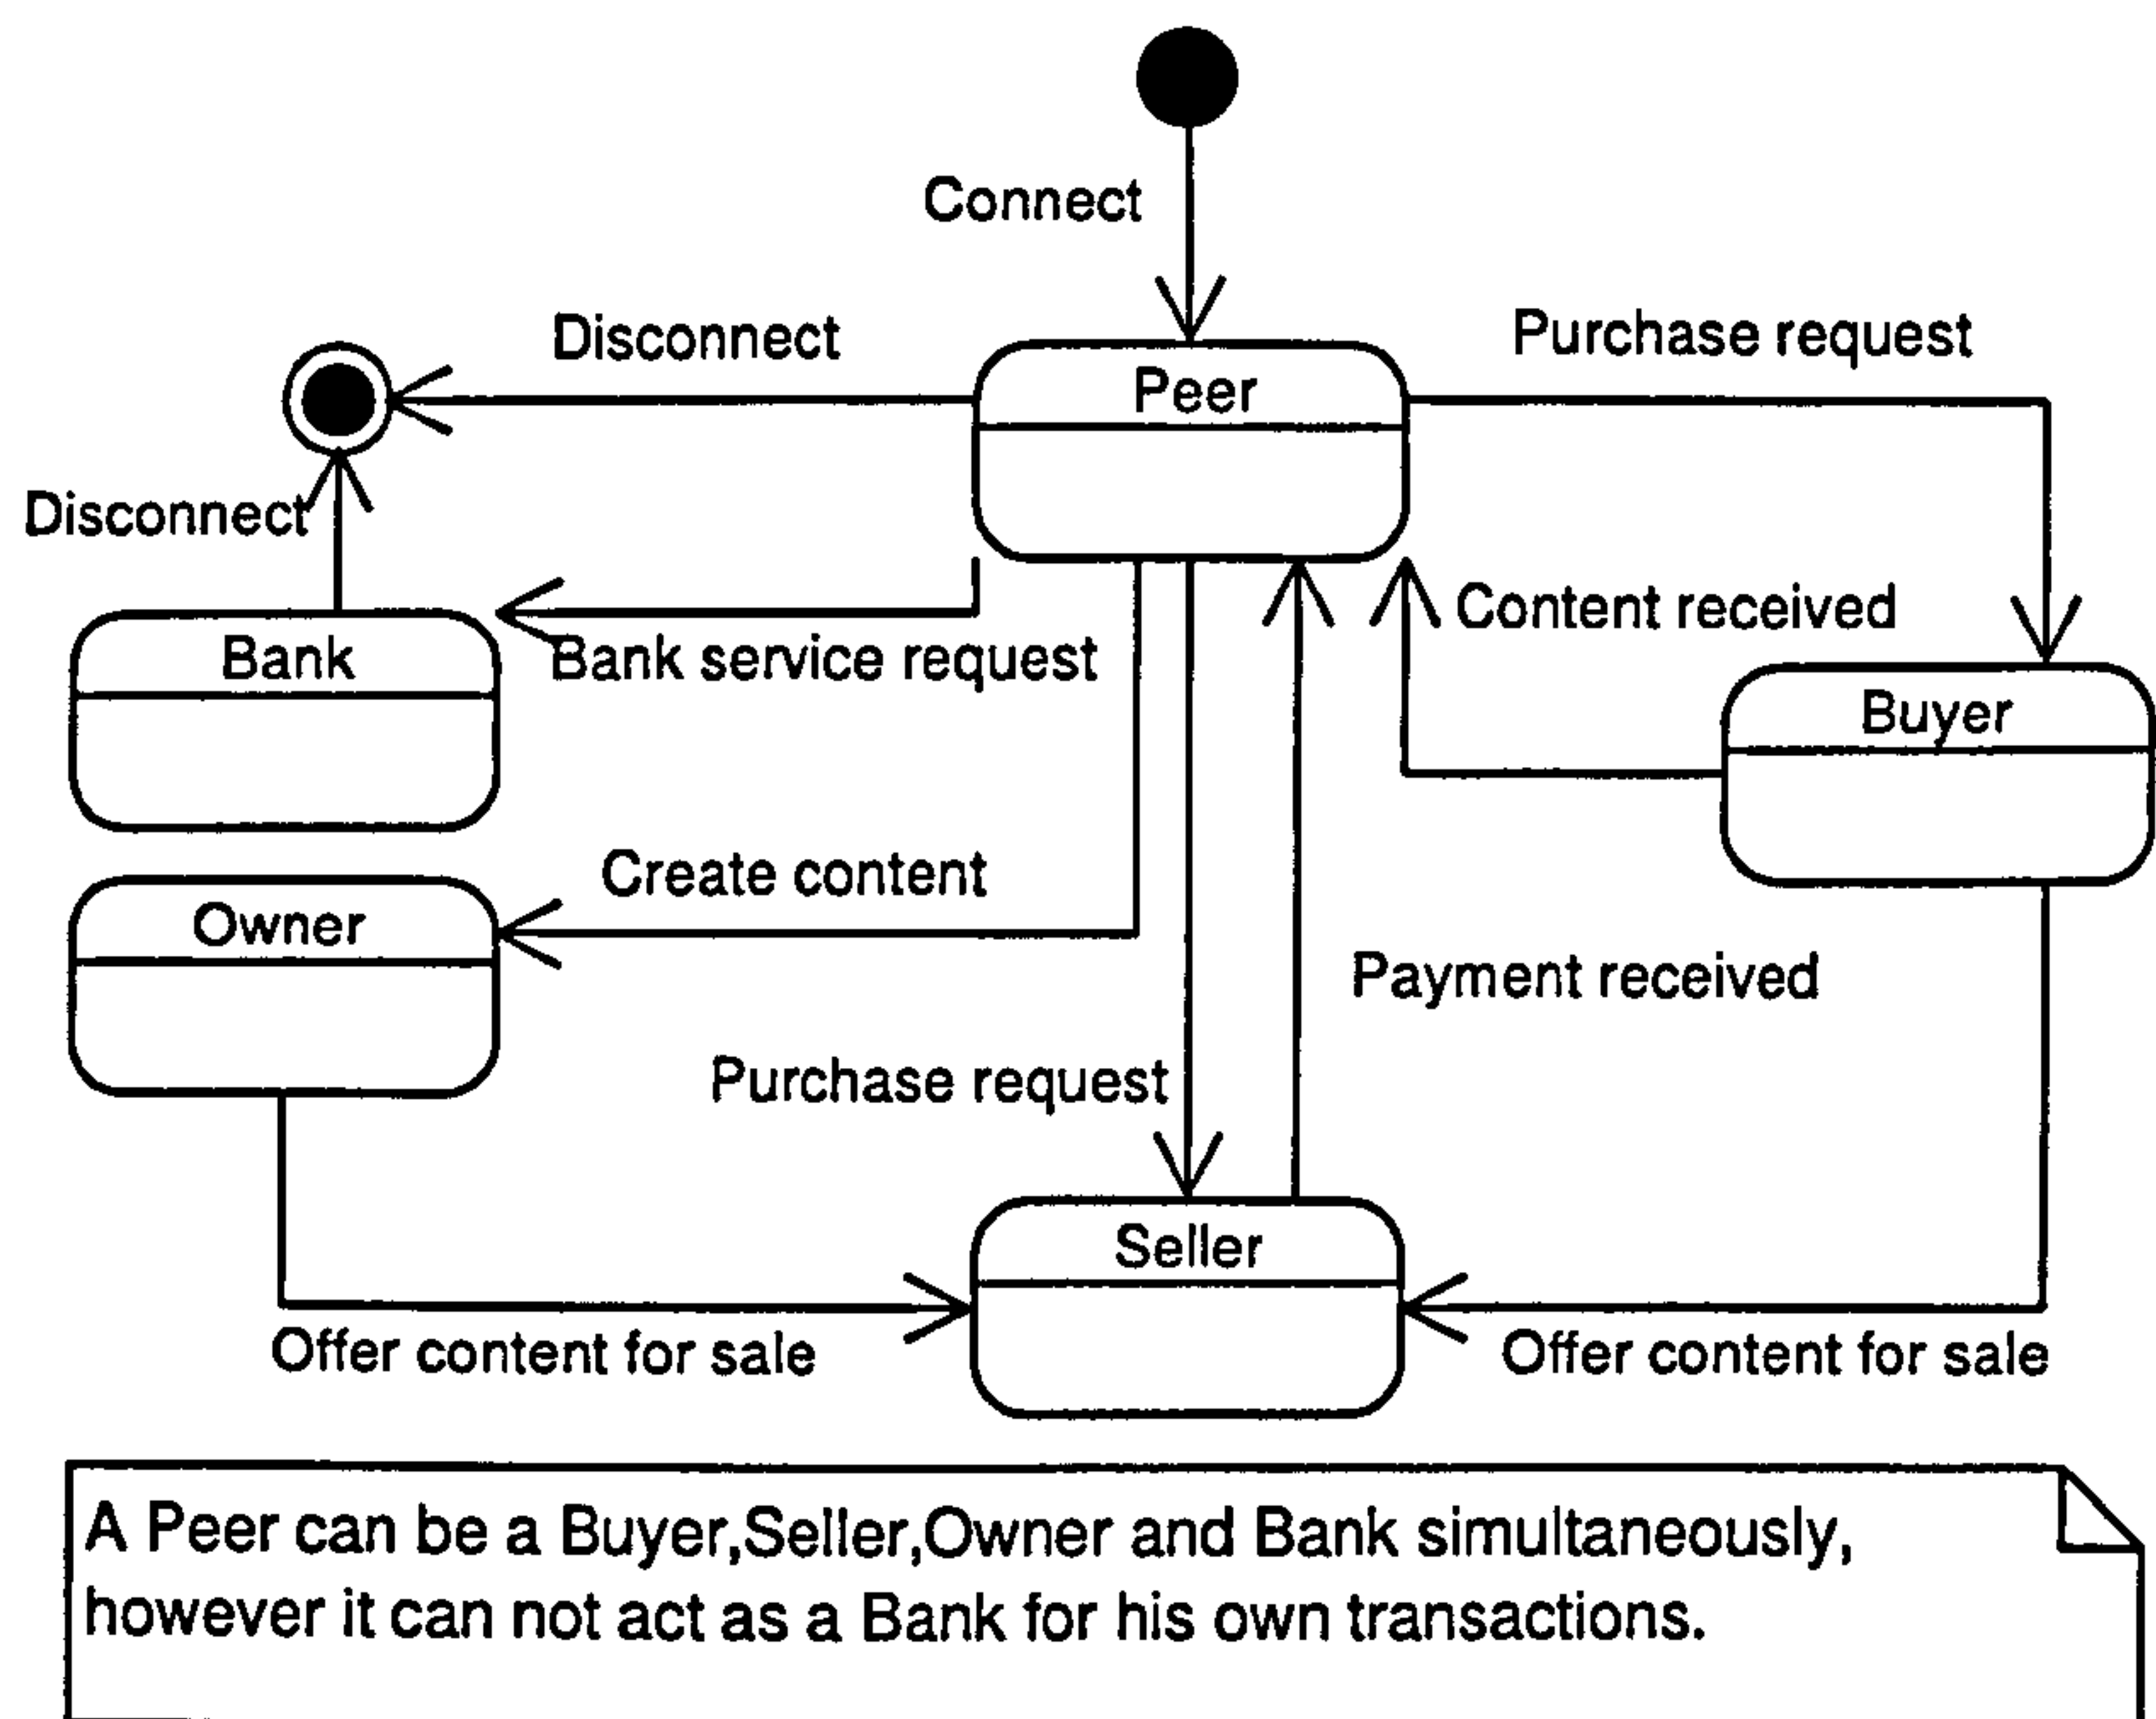 Connect
Disconnect
Purchase request
Peer
Disconnect
Content received
Bank
Bank service request
Buyer
Create content
Owner
Payment received
Purchase request
Seller
Offer content for sale
Offer content for sale
A Peer can be a Buyer,Seller,Owner and Bank simultaneously,
however it can not act as a Bank for his own transactions.